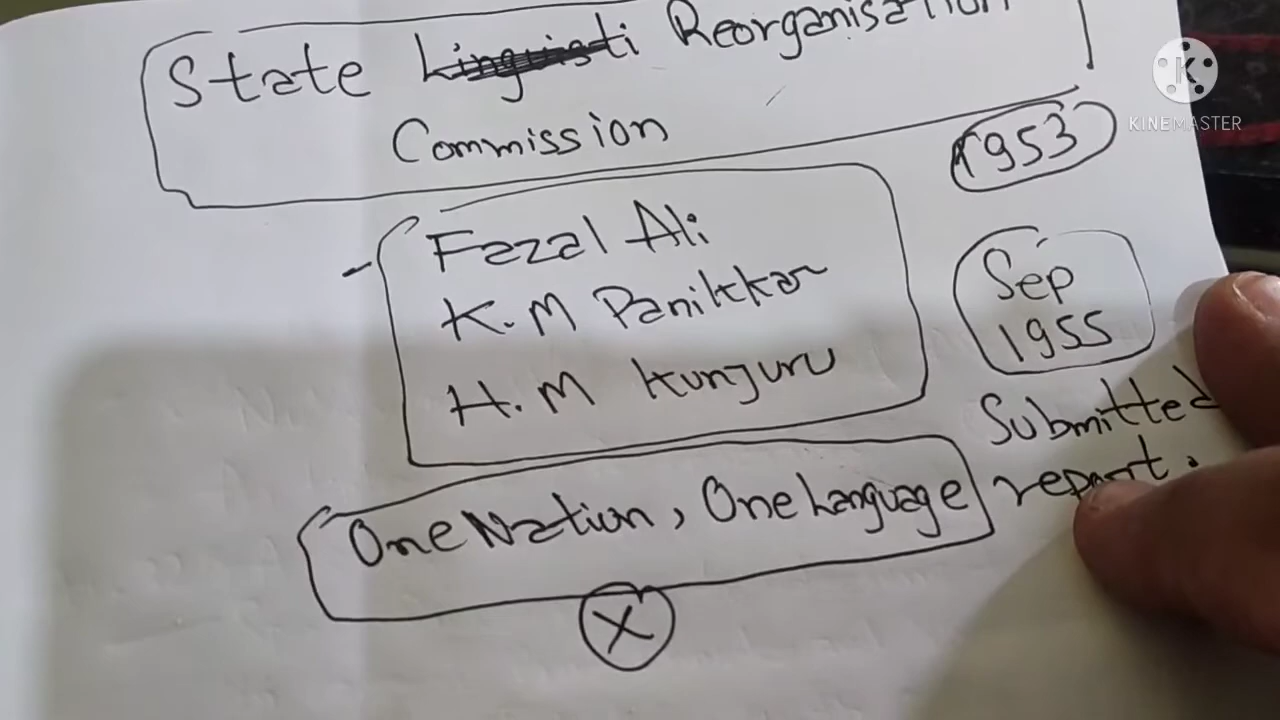 State Linguisti Reorganisation
Commission
1953
Fazal Ali
K.M Panikkar
H.M Kunjuru
Sep
1955
Submitted
report.
One Nation, One Language
X
K
KINEMASTER